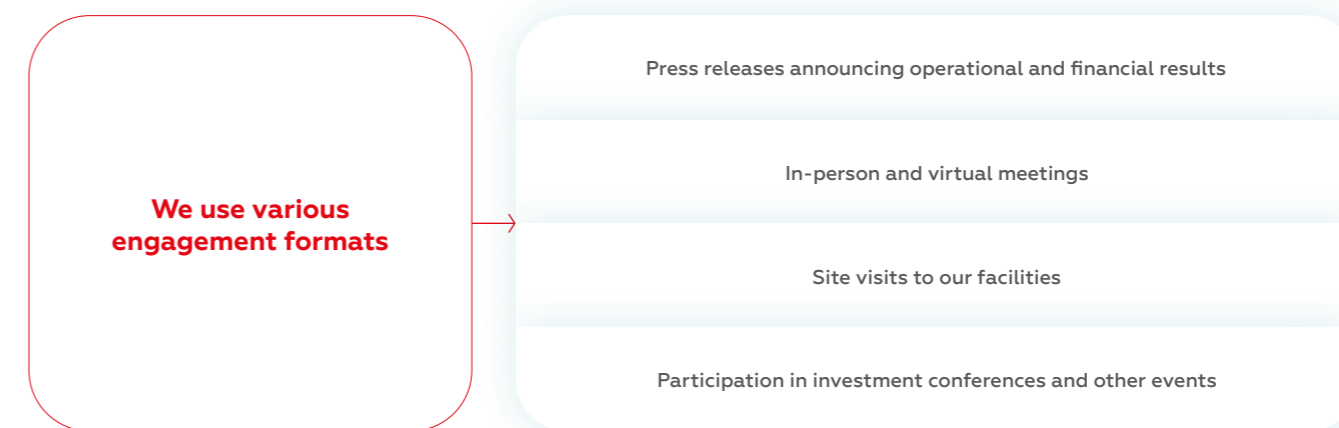 We use various
engagement formats
Press releases announcing operational and financial results
In-person and virtual meetings
Site visits to our facilities
Participation in investment conferences and other events